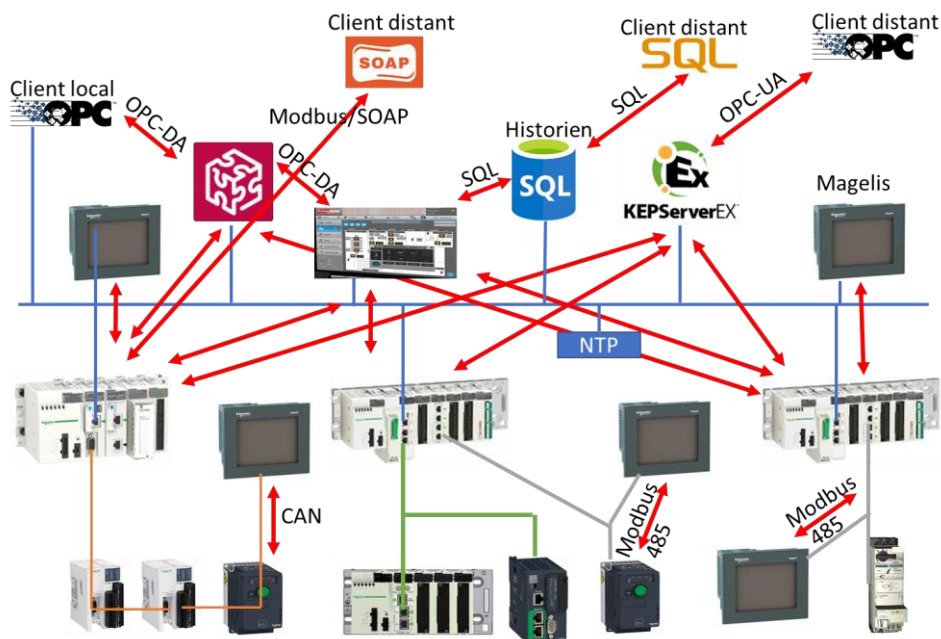 Client distant
SOAP
Client distant
SQL
Client distant
OPC
Client local
OPC
OPC-DA
Modbus/SOAP
OPC-DA
SQL
Historien
SQL
SQL
OPC-UA
Ex
KEPServerEX™
Magelis
NTP
CAN
Modbus
485
Modbus
485